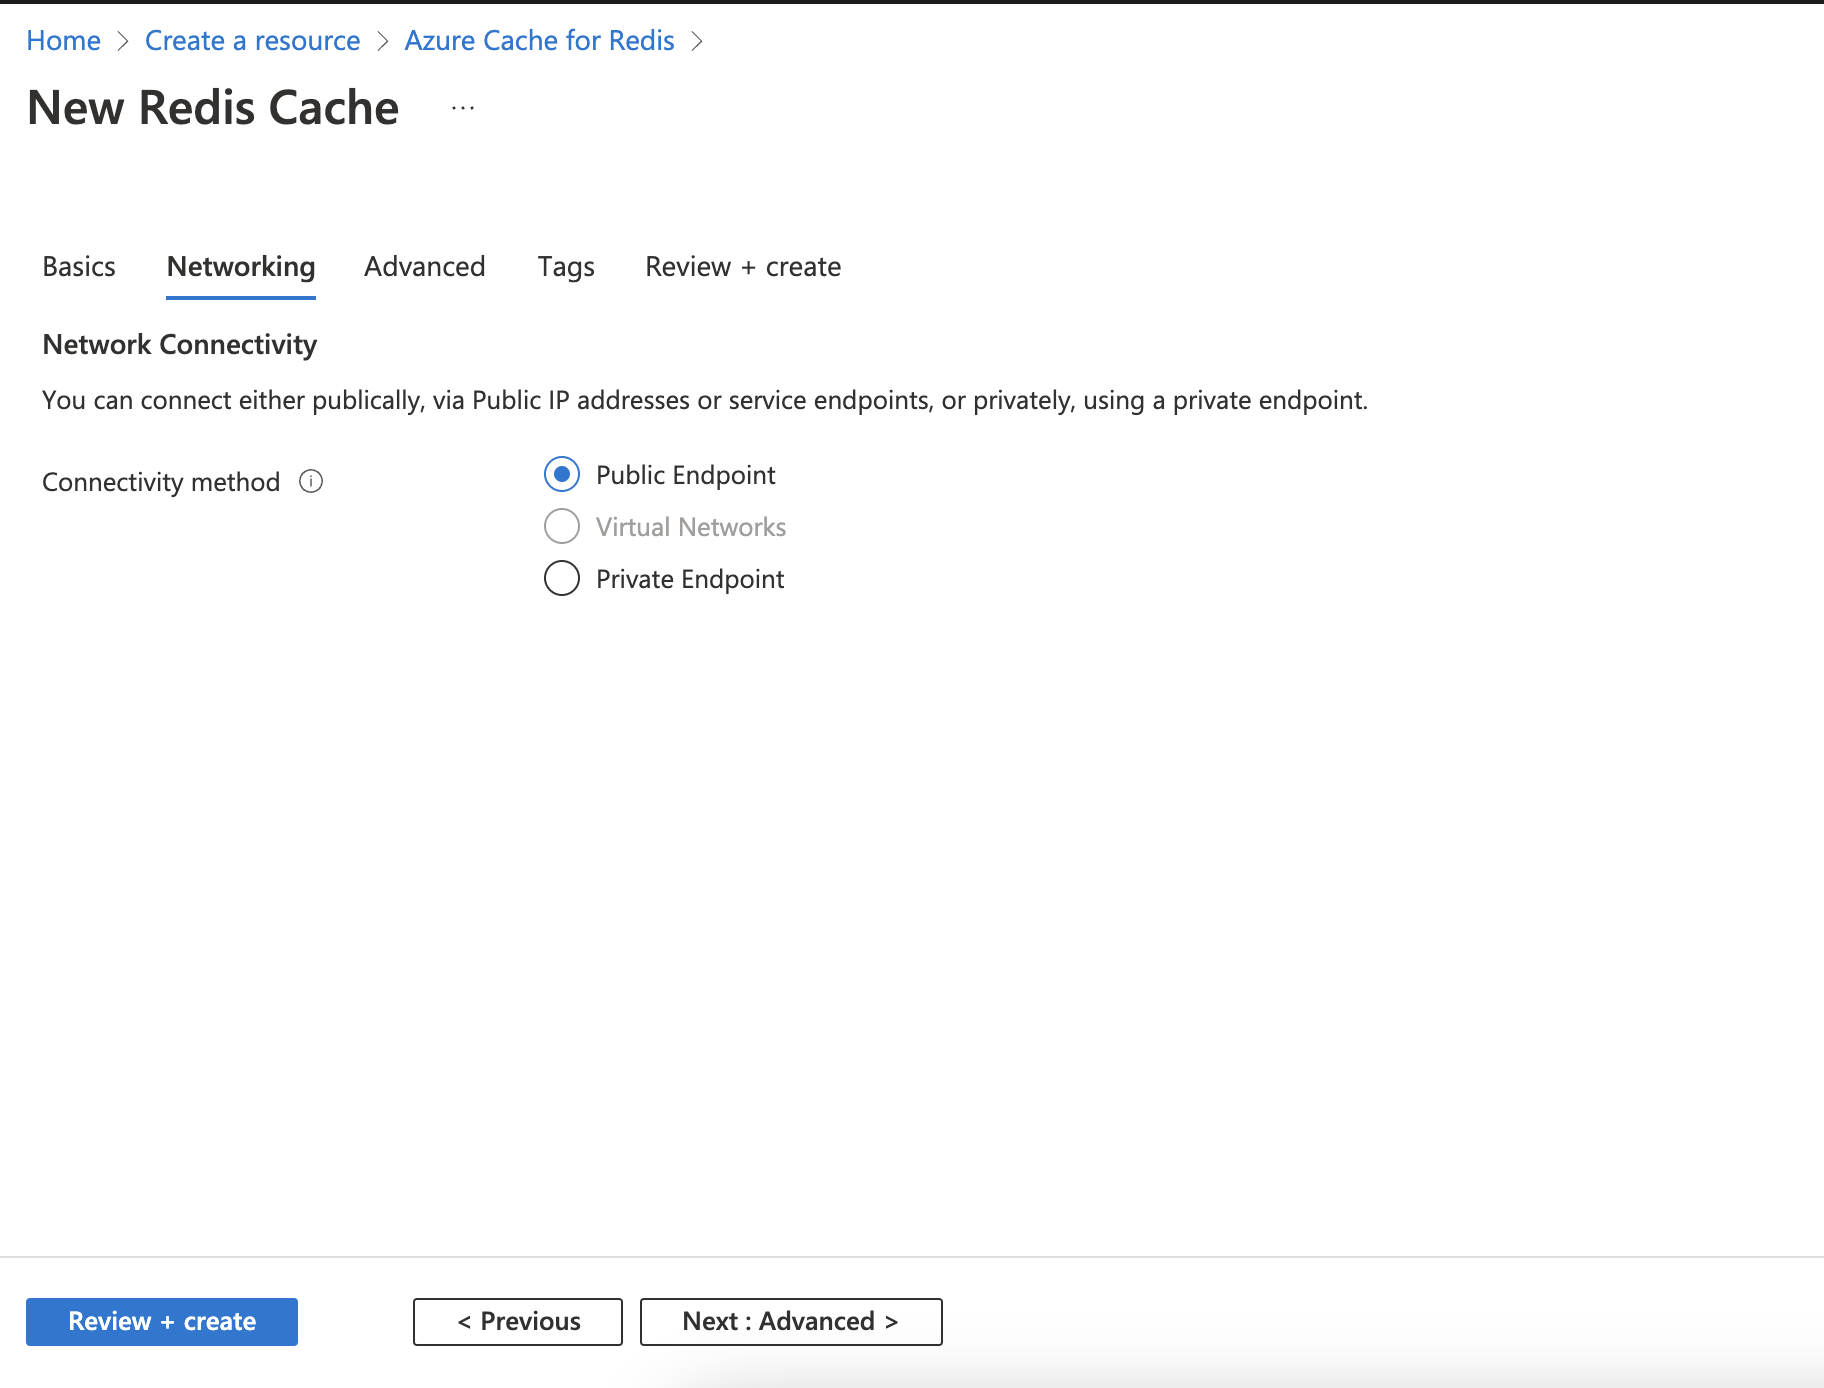 Home > Create a resource > Azure Cache for Redis >
New Redis Cache ...
Basics Networking Advanced Tags Review + create
Network Connectivity
You can connect either publically, via Public IP addresses or service endpoints, or privately, using a private endpoint.
Connectivity method
Public Endpoint
Virtual Networks
Private Endpoint
Review + create < Previous Next : Advanced >